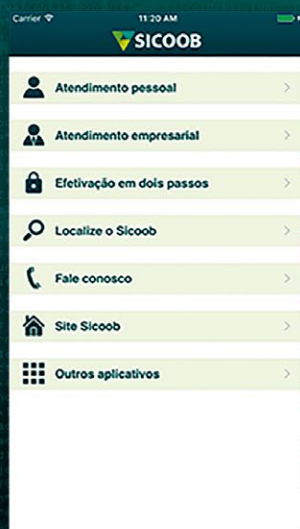 Carrier 11:20 AM
SICOOB
Atendimento pessoal
Atendimento empresarial
Efetivação em dois passos
Localize o Sicoob
Fale conosco
Site Sicoob
Outros aplicativos